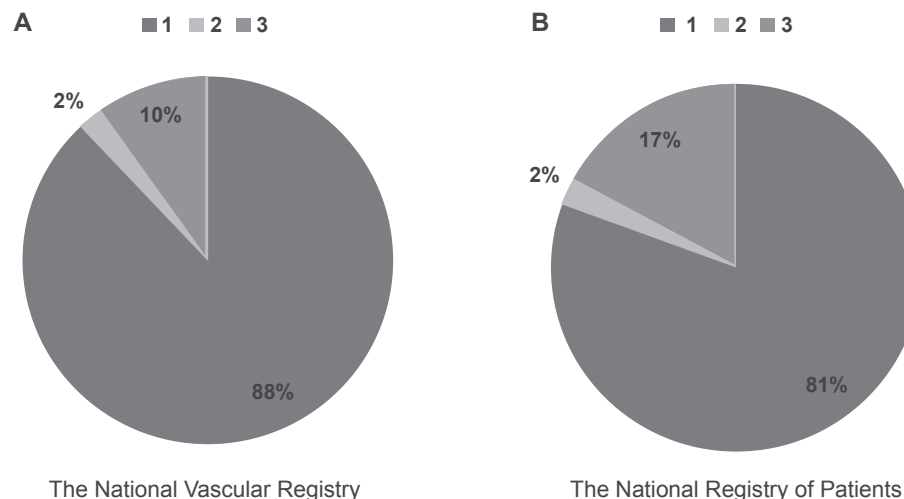 A
1 2 3
2%
10%
88%
The National Vascular Registry
B
1 2 3
17%
2%
81%
The National Registry of Patients